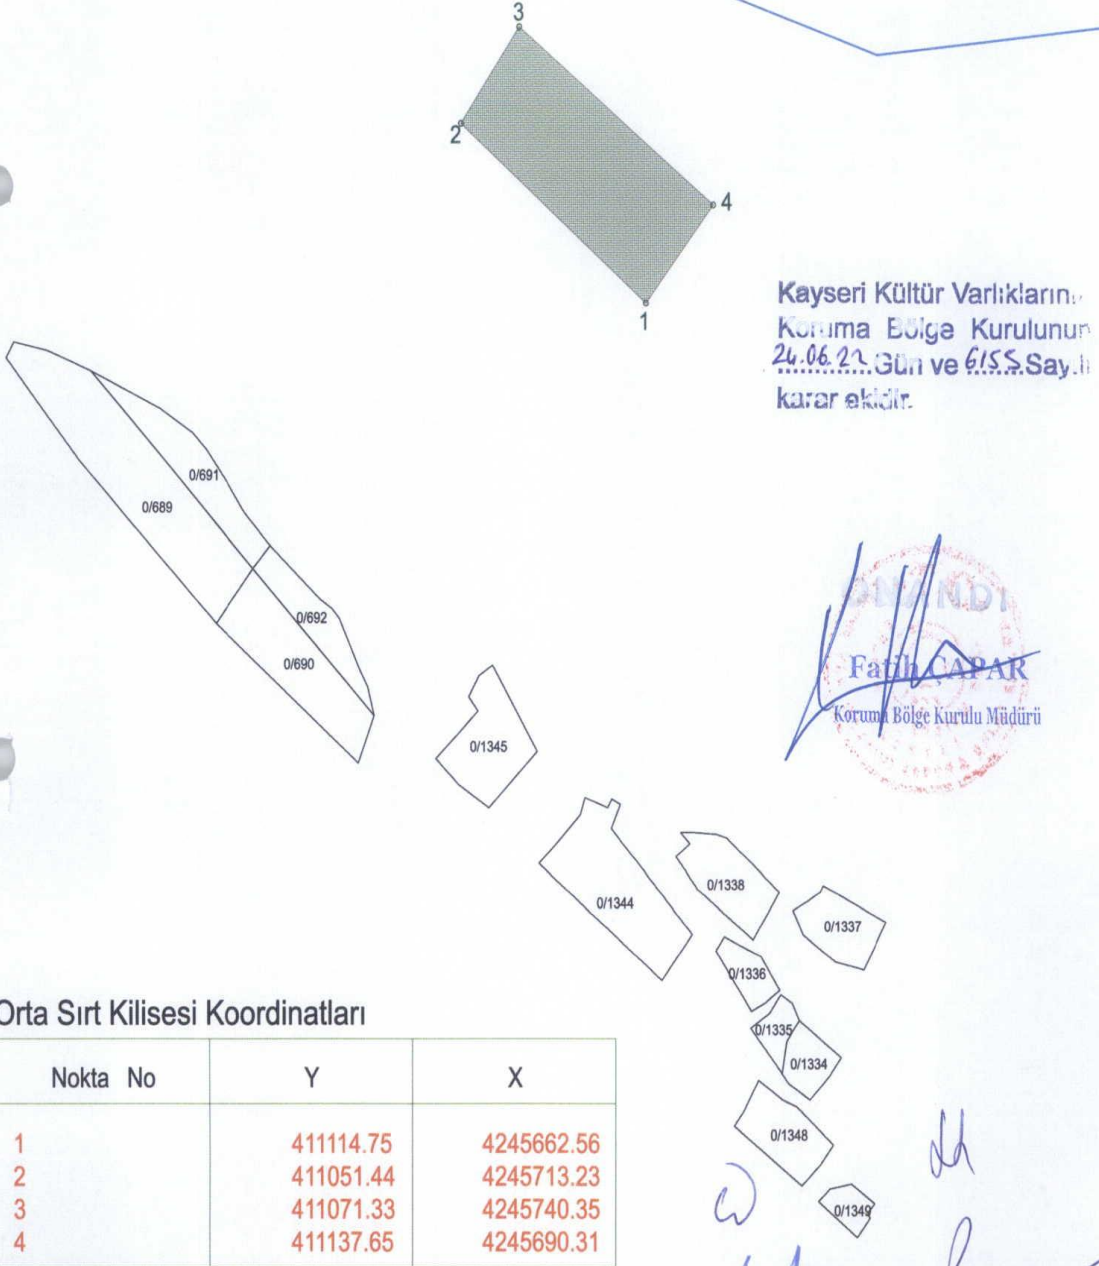 3
2
4
1
Kayseri Kültür Varlıklarını
Koruma Bölge Kurulunun
24.06.22 Gün ve 6155 Sayılı
karar ekidir.
0/691
0/689
0/692
0/690
ONANDI
Fatih ÇAPAR
Koruma Bölge Kurulu Müdürü
0/1345
0/1344
0/1338
0/1337
0/1336
0/1335
0/1334
0/1348
0/1349
Orta Sırt Kilisesi Koordinatları
Nokta No Y X
1 411114.75 4245662.56
2 411051.44 4245713.23
3 411071.33 4245740.35
4 411137.65 4245690.31